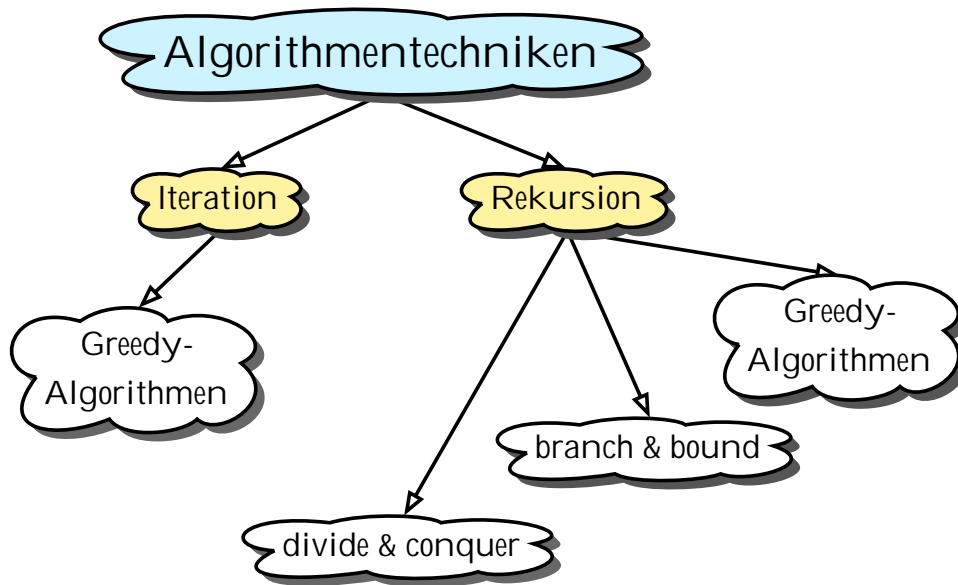 Algorithmentechniken
Iteration
Rekursion
Greedy-
Algorithmen
Greedy-
Algorithmen
branch & bound
divide & conquer